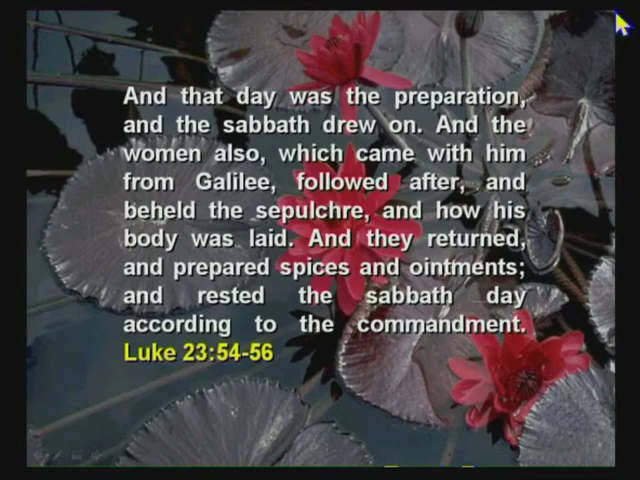 And that day was the preparation,
and the sabbath drew on. And the
women also, which came with him
from Galilee, followed after, and
beheld the sepulchre, and how his
body was laid. And they returned,
and prepared spices and ointments;
and rested the sabbath day
according to the commandment.
Luke 23:54-56